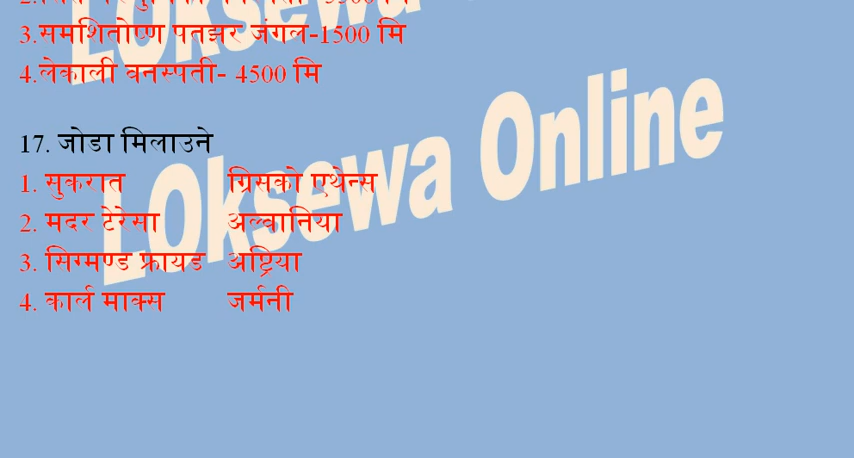 3.समशितोष्ण पतझर जंगल-1500 मि
4.लेकाली वनस्पती- 4500 मि
17. जोडा मिलाउने
1. सुकरात ग्रिसको एथेन्स
2. मदर टेरेसा अल्वानिया
3. सिग्मण्ड फ्रायड अष्ट्रिया
4. कार्ल माक्स जर्मनी
Loksewa
LOksewa Online